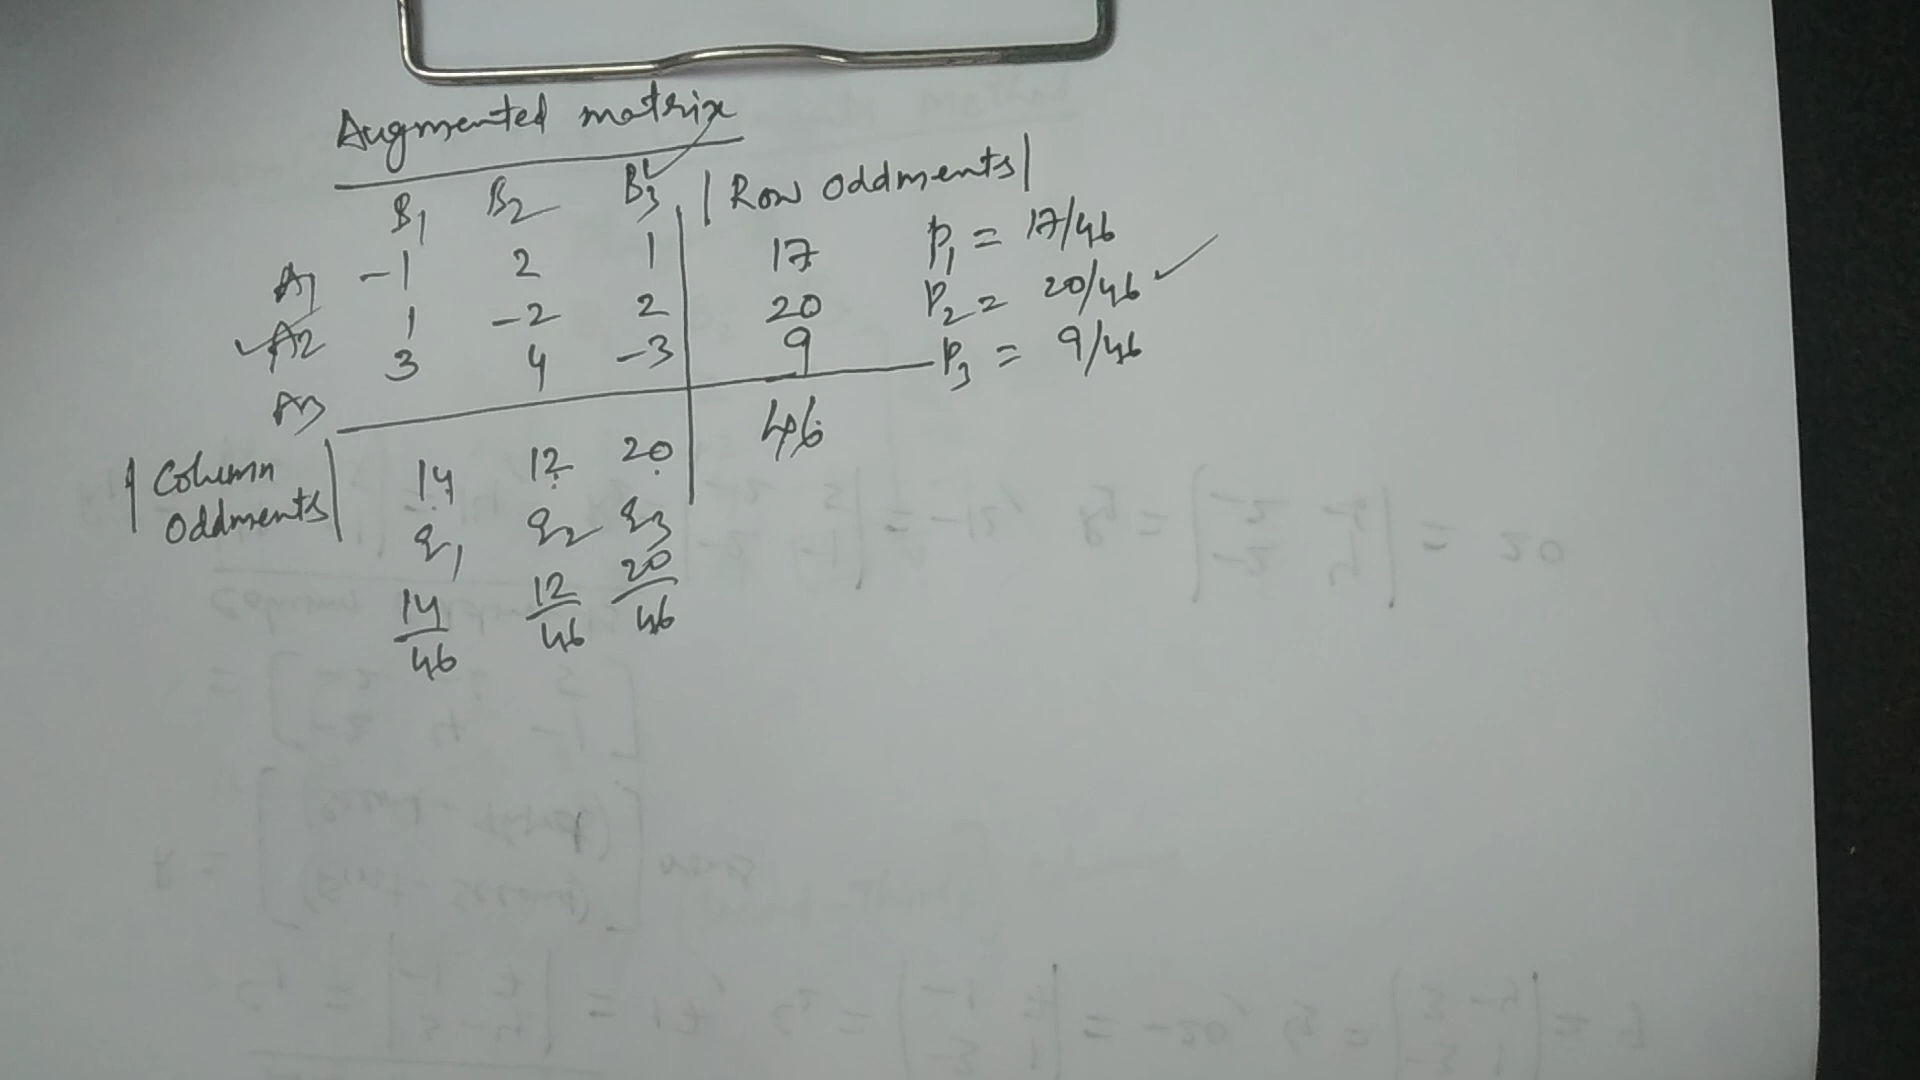 Augmented matrix
B1 B2 B3 |Row oddments|
A1 -1 2 1 17 P1 = 17/46
A2 1 -2 2 20 P2 = 20/46
A3 3 4 -3 9 P3 = 9/46
46
|Column oddments| 14 12 20
q1 q2 q3
14/46 12/46 20/46